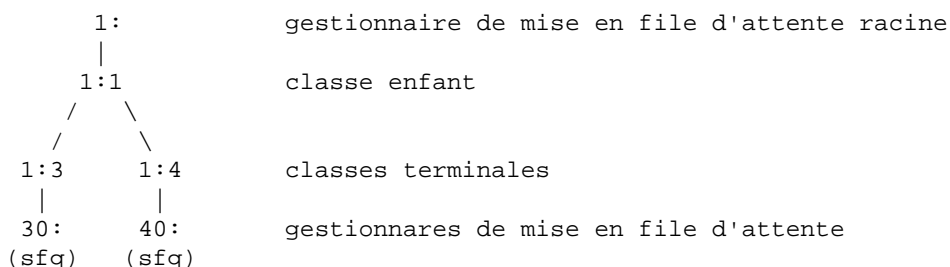 1: gestionnaire de mise en file d'attente racine
|
1:1 classe enfant
/ \
/ \
1:3 1:4 classes terminales
| |
30: 40: gestionnares de mise en file d'attente
(sfq) (sfq)